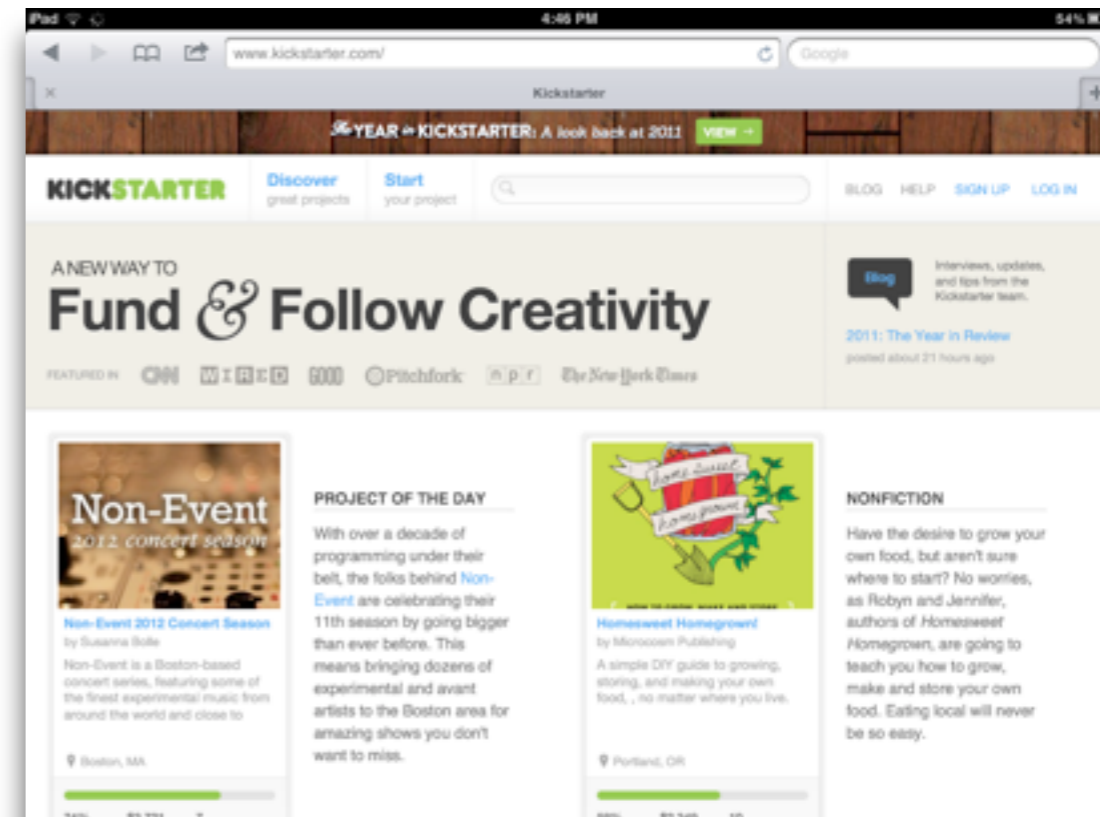 iPad 4:46 PM 54%
www.kickstarter.com/ Google
Kickstarter
The YEAR in KICKSTARTER: A look back at 2011 VIEW →
KICKSTARTER
Discover
great projects
Start
your project
BLOG HELP SIGN UP LOG IN
A NEW WAY TO
Fund & Follow Creativity
FEATURED IN CNN WIRED GOOD Pitchfork npr The New York Times
Blog
Interviews, updates,
and tips from the
Kickstarter team.
2011: The Year in Review
posted about 21 hours ago
Non-Event
2012 concert season
Non-Event 2012 Concert Season
by Susanna Bolle
Non-Event is a Boston-based
concert series, featuring some of
the finest experimental music from
around the world and close to
Boston, MA
PROJECT OF THE DAY
With over a decade of
programming under their
belt, the folks behind Non-
Event are celebrating their
11th season by going bigger
than ever before. This
means bringing dozens of
experimental and avant
artists to the Boston area for
amazing shows you don't
want to miss.
home sweet
homegrown
HOW TO GROW, MAKE AND STORE
Homesweet Homegrown!
by Microcosm Publishing
A simple DIY guide to growing,
storing, and making your own
food, , no matter where you live.
Portland, OR
NONFICTION
Have the desire to grow your
own food, but aren't sure
where to start? No worries,
as Robyn and Jennifer,
authors of Homesweet
Homegrown, are going to
teach you how to grow,
make and store your own
food. Eating local will never
be so easy.